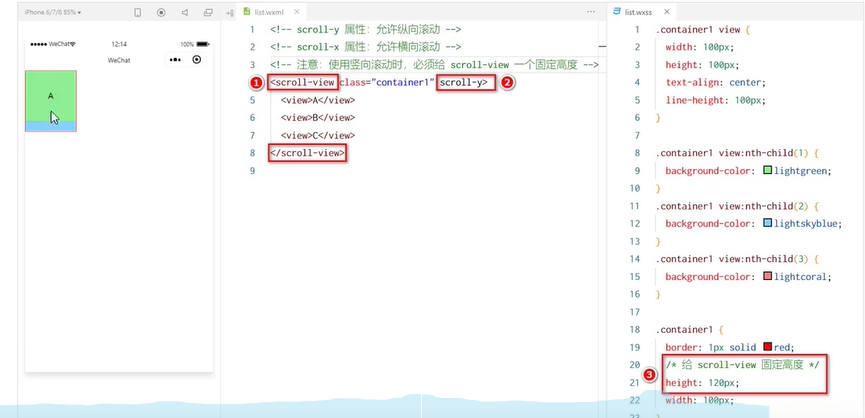 iPhone 6/7/8 85%
WeChat
12:14
100%
WeChat
A
list.wxml
1 <!-- scroll-y 属性：允许纵向滚动 -->
2 <!-- scroll-x 属性：允许横向滚动 -->
3 <!-- 注意：使用竖向滚动时，必须给 scroll-view 一个固定高度 -->
① <scroll-view class="container1" scroll-y> ②
5 <view>A</view>
6 <view>B</view>
7 <view>C</view>
8 </scroll-view>
9
list.wxss
1 .container1 view {
2 width: 100px;
3 height: 100px;
4 text-align: center;
5 line-height: 100px;
6 }
7
8 .container1 view:nth-child(1) {
9 background-color: lightgreen;
10 }
11 .container1 view:nth-child(2) {
12 background-color: lightskyblue;
13 }
14 .container1 view:nth-child(3) {
15 background-color: lightcoral;
16 }
17
18 .container1 {
19 border: 1px solid red;
20 /* 给 scroll-view 固定高度 */
③
21 height: 120px;
22 width: 100px;
23 }